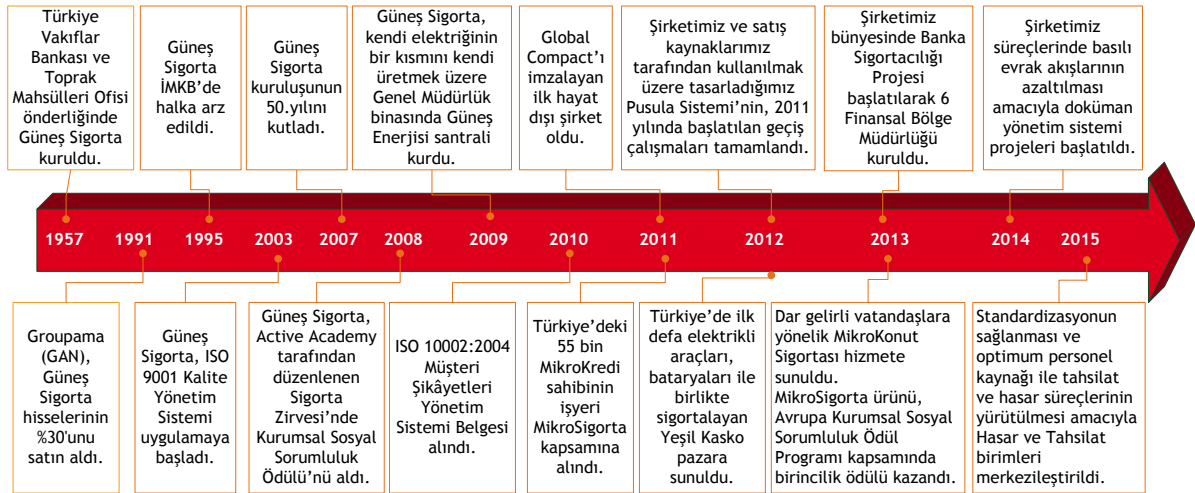 Türkiye
Vakıflar
Bankası ve
Toprak
Mahsülleri Ofisi
önderliğinde
Güneş Sigorta
kuruldu.
Güneş
Sigorta
İMKB’de
halka arz
edildi.
Güneş
Sigorta
kuruluşunun
50.yılını
kutladı.
Güneş Sigorta,
kendi elektriğinin
bir kısmını kendi
üretmek üzere
Genel Müdürlük
binasında Güneş
Enerjisi santrali
kurdu.
Global
Compact’ı
imzalayan
ilk hayat
dışı şirket
oldu.
Şirketimiz ve satış
kaynaklarımız
tarafından kullanılmak
üzere tasarladığımız
Pusula Sistemi’nin, 2011
yılında başlatılan geçiş
çalışmaları tamamlandı.
Şirketimiz
bünyesinde Banka
Sigortacılığı
Projesi
başlatılarak 6
Finansal Bölge
Müdürlüğü
kuruldu.
Şirketimiz
süreçlerinde basılı
evrak akışlarının
azaltılması
amacıyla doküman
yönetim sistemi
projeleri başlatıldı.
1957 1991 1995 2003 2007 2008 2009 2010 2011 2012 2013 2014 2015
Groupama
(GAN),
Güneş
Sigorta
hisselerinin
%30'unu
satın aldı.
Güneş
Sigorta, ISO
9001 Kalite
Yönetim
Sistemi
uygulamaya
başladı.
Güneş Sigorta,
Active Academy
tarafından
düzenlenen
Sigorta
Zirvesi’nde
Kurumsal Sosyal
Sorumluluk
Ödülü’nü aldı.
ISO 10002:2004
Müşteri
Şikâyetleri
Yönetim
Sistemi Belgesi
alındı.
Türkiye’deki
55 bin
MikroKredi
sahibinin
işyeri
MikroSigorta
kapsamına
alındı.
Türkiye’de ilk
defa elektrikli
araçları,
bataryaları ile
birlikte
sigortalayan
Yeşil Kasko
pazara
sunuldu.
Dar gelirli vatandaşlara
yönelik MikroKonut
Sigortası hizmete
sunuldu.
MikroSigorta ürünü,
Avrupa Kurumsal Sosyal
Sorumluluk Ödül
Programı kapsamında
birincilik ödülü kazandı.
Standardizasyonun
sağlanması ve
optimum personel
kaynağı ile tahsilat
ve hasar süreçlerinin
yürütülmesi amacıyla
Hasar ve Tahsilat
birimleri
merkezileştirildi.